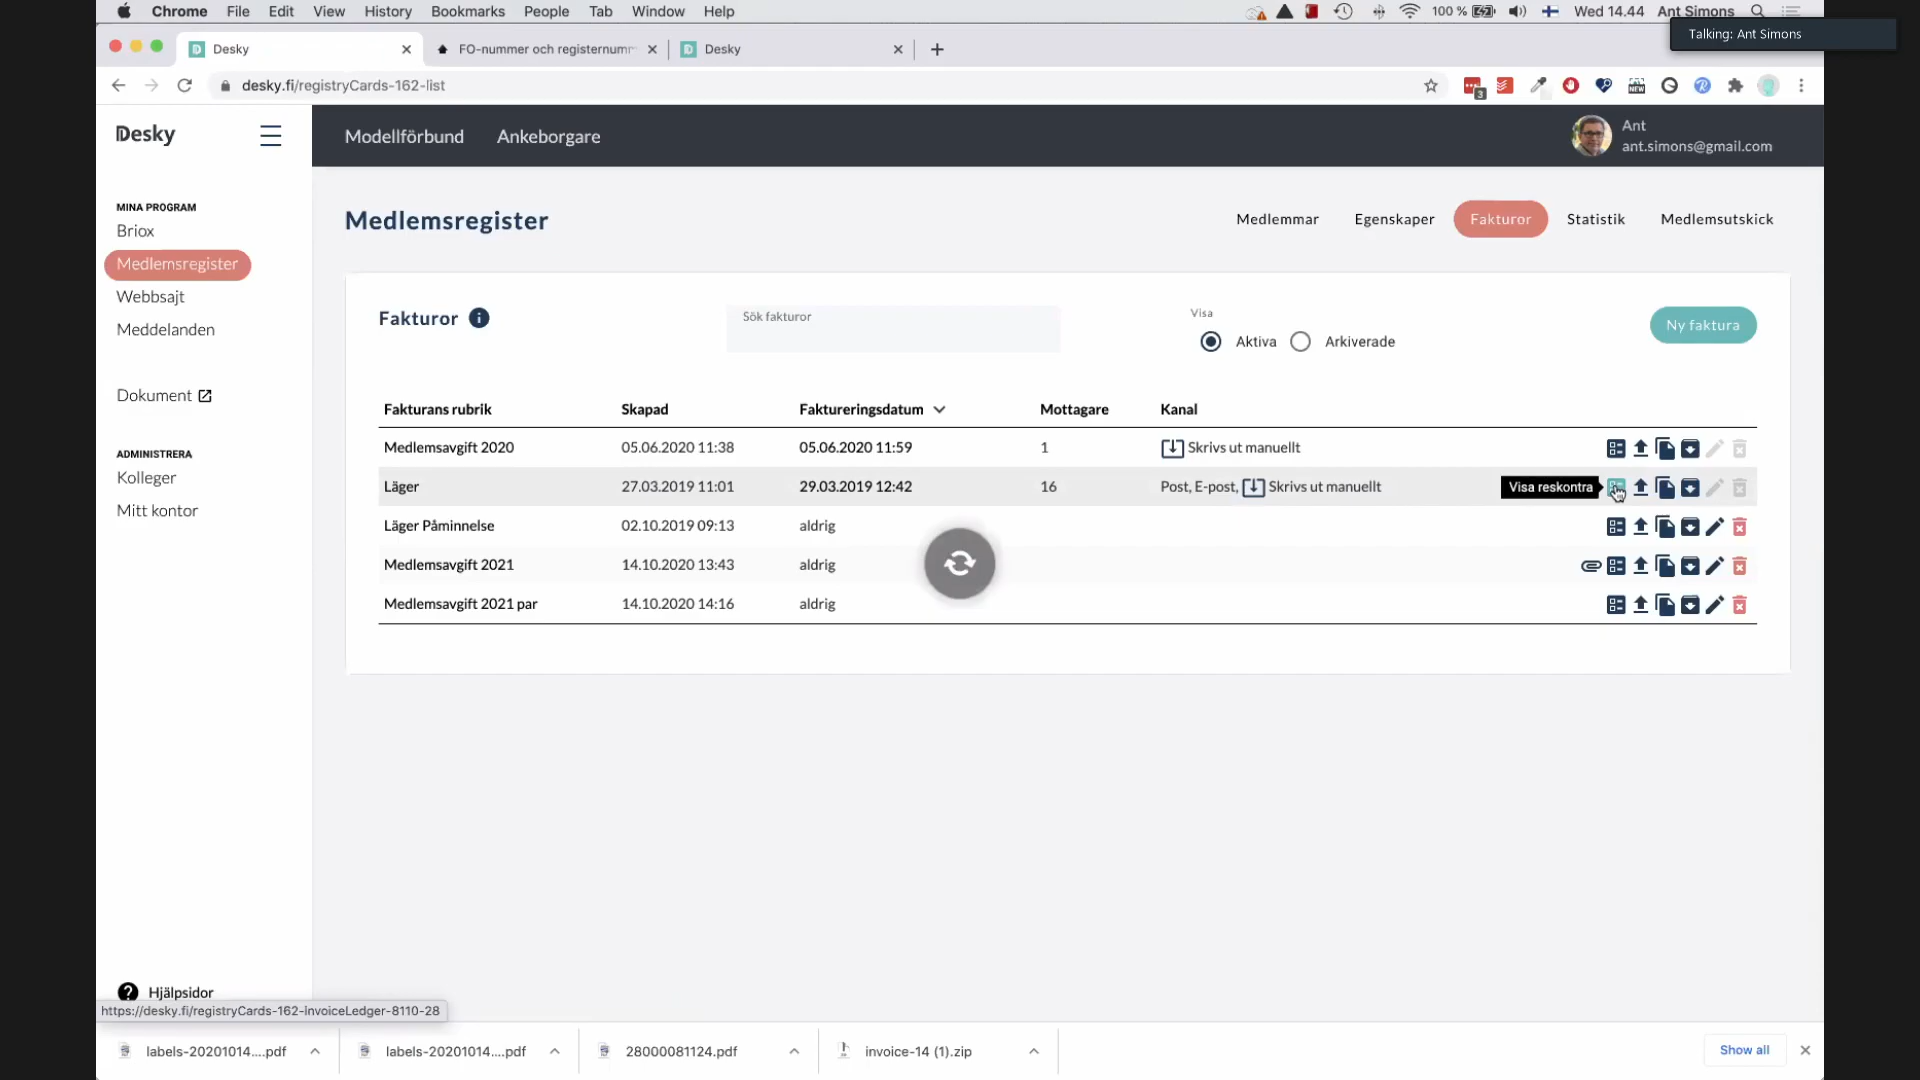 Chrome File Edit View History Bookmarks People Tab Window Help 100 % Wed 14.44 Ant Simons
Talking: Ant Simons
Desky FO-nummer och registernumm Desky
desky.fi/registryCards-162-list
3 NEW
Desky Modellförbund Ankeborgare Ant
ant.simons@gmail.com
MINA PROGRAM
Briox
Medlemsregister
Webbsajt
Meddelanden
Dokument
ADMINISTRERA
Kolleger
Mitt kontor
Medlemsregister Medlemmar Egenskaper Fakturor Statistik Medlemsutskick
Fakturor Sök fakturor Visa Aktiva Arkiverade Ny faktura
Fakturans rubrik Skapad Faktureringsdatum Mottagare Kanal
Medlemsavgift 2020 05.06.2020 11:38 05.06.2020 11:59 1 Skrivs ut manuellt
Läger 27.03.2019 11:01 29.03.2019 12:42 16 Post, E-post, Skrivs ut manuellt Visa reskontra
Läger Påminnelse 02.10.2019 09:13 aldrig
Medlemsavgift 2021 14.10.2020 13:43 aldrig
Medlemsavgift 2021 par 14.10.2020 14:16 aldrig
Hjälpsidor
https://desky.fi/registryCards-162-invoiceLedger-8110-28
labels-20201014....pdf labels-20201014....pdf 28000081124.pdf invoice-14 (1).zip Show all